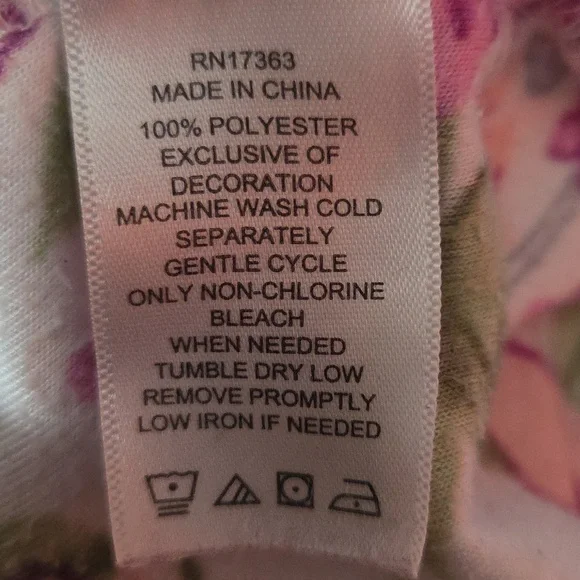 RN17363
MADE IN CHINA
100% POLYESTER
EXCLUSIVE OF
DECORATION
MACHINE WASH COLD
SEPARATELY
GENTLE CYCLE
ONLY NON-CHLORINE
BLEACH
WHEN NEEDED
TUMBLE DRY LOW
REMOVE PROMPTLY
LOW IRON IF NEEDED